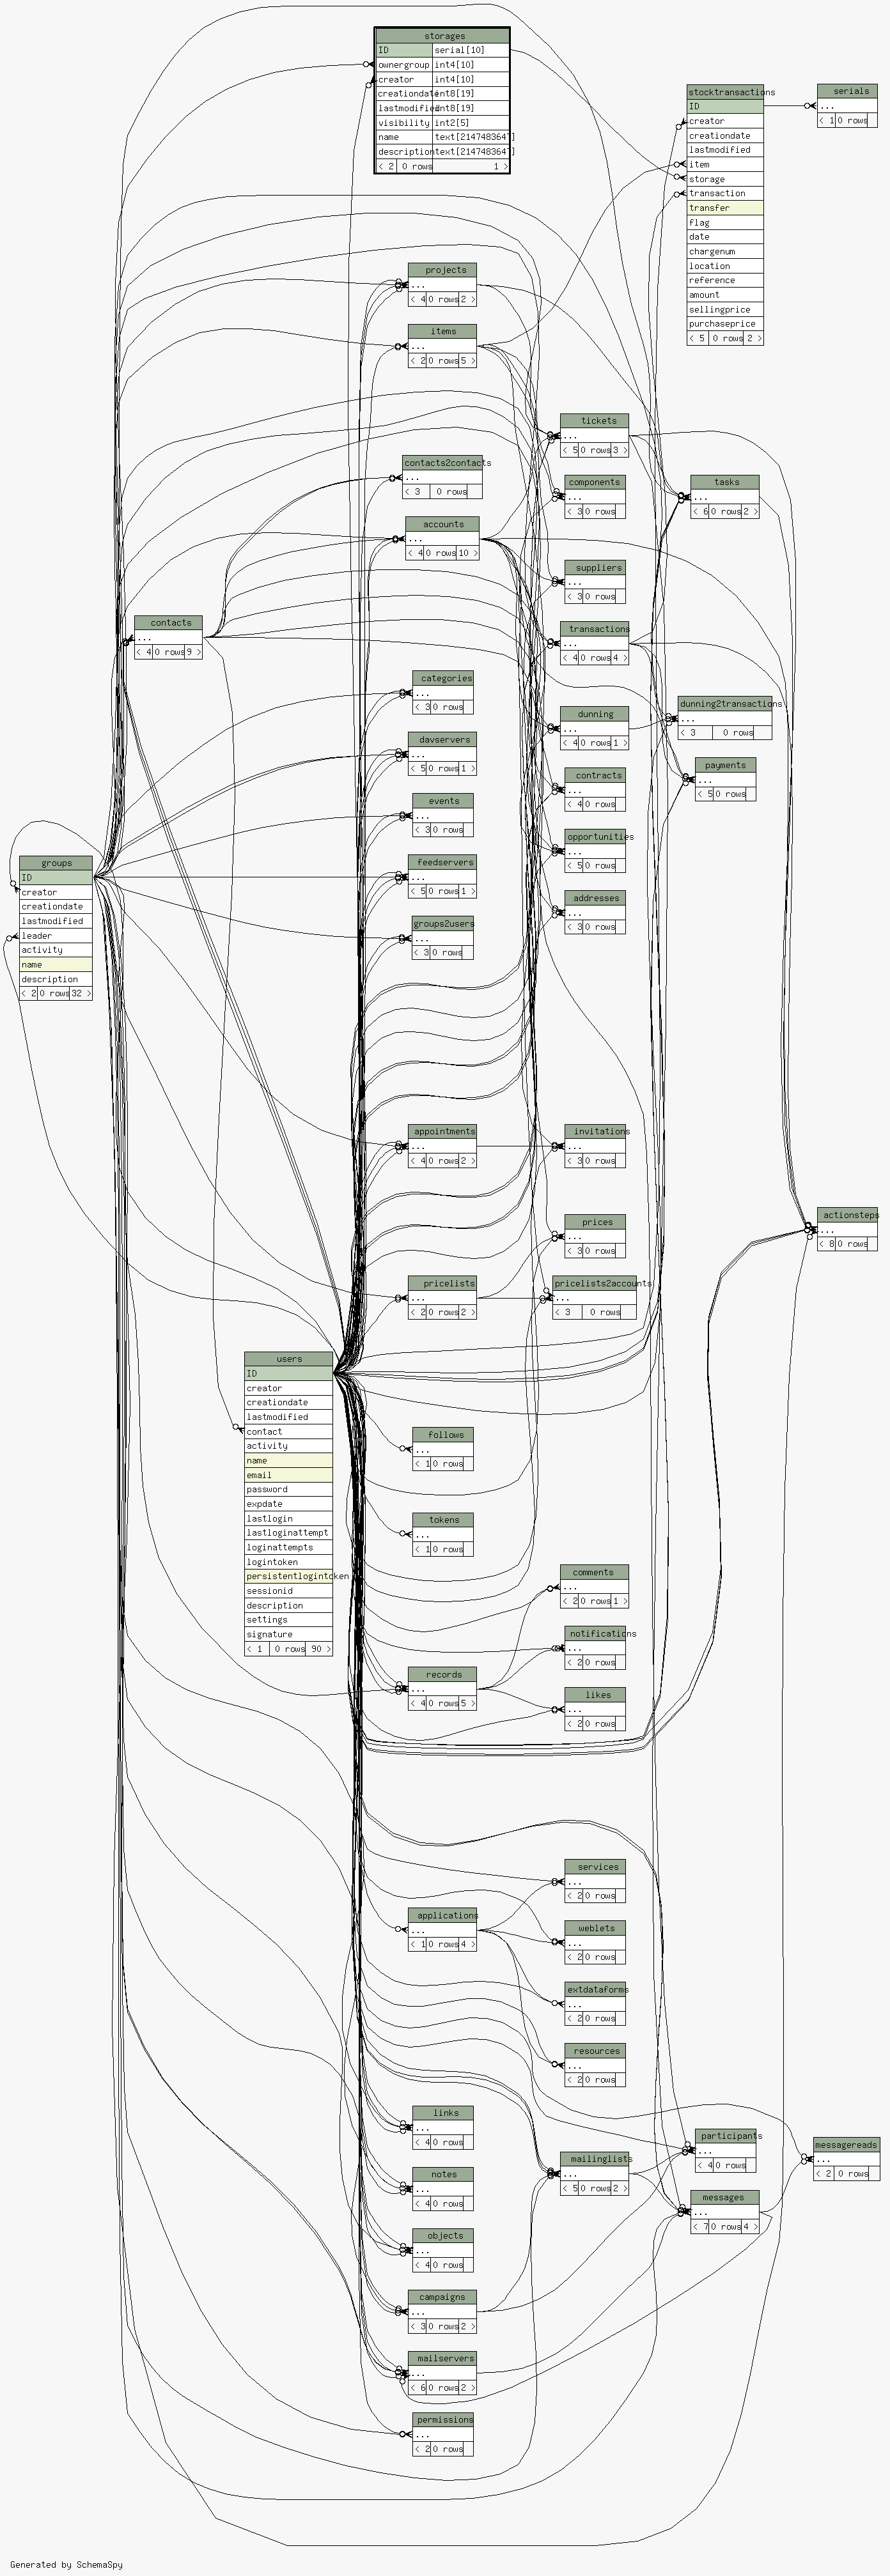 storages
ID serial[10]
ownergroup int4[10]
creator int4[10]
creationdate int8[19]
lastmodified int8[19]
visibility int2[5]
name text[2147483647]
description text[2147483647]
< 2 0 rows 1 >
stocktransactions
ID
creator
creationdate
lastmodified
item
storage
transaction
transfer
flag
date
chargenum
location
reference
amount
sellingprice
purchaseprice
< 5 0 rows 2 >
serials
...
< 1 0 rows
projects
...
< 4 0 rows 2 >
items
...
< 2 0 rows 5 >
tickets
...
< 5 0 rows 3 >
contacts2contacts
...
< 3 0 rows
components
...
< 3 0 rows
tasks
...
< 6 0 rows 2 >
accounts
...
< 4 0 rows 10 >
suppliers
...
< 3 0 rows
contacts
...
< 4 0 rows 9 >
transactions
...
< 4 0 rows 4 >
categories
...
< 3 0 rows
dunning2transactions
...
< 3 0 rows
dunning
...
< 4 0 rows 1 >
davservers
...
< 5 0 rows 1 >
payments
...
< 5 0 rows
contracts
...
< 4 0 rows
events
...
< 3 0 rows
opportunities
...
< 5 0 rows
groups
ID
creator
creationdate
lastmodified
leader
activity
name
description
< 2 0 rows 32 >
feedservers
...
< 5 0 rows 1 >
addresses
...
< 3 0 rows
groups2users
...
< 3 0 rows
appointments
...
< 4 0 rows 2 >
invitations
...
< 3 0 rows
prices
...
< 3 0 rows
actionsteps
...
< 8 0 rows
pricelists
...
< 2 0 rows 2 >
pricelists2accounts
...
< 3 0 rows
users
ID
creator
creationdate
lastmodified
contact
activity
name
email
password
expdate
lastlogin
lastloginattempt
loginattempts
logintoken
persistentlogintoken
sessionid
description
settings
signature
< 1 0 rows 90 >
follows
...
< 1 0 rows
tokens
...
< 1 0 rows
comments
...
< 2 0 rows 1 >
notifications
...
< 2 0 rows
records
...
< 4 0 rows 5 >
likes
...
< 2 0 rows
services
...
< 2 0 rows
applications
...
< 1 0 rows 4 >
weblets
...
< 2 0 rows
extdataforms
...
< 2 0 rows
resources
...
< 2 0 rows
links
...
< 4 0 rows
participants
...
< 4 0 rows
messagereads
...
< 2 0 rows
mailinglists
...
< 5 0 rows 2 >
notes
...
< 4 0 rows
messages
...
< 7 0 rows 4 >
objects
...
< 4 0 rows
campaigns
...
< 3 0 rows 2 >
mailservers
...
< 6 0 rows 2 >
permissions
...
< 2 0 rows
Generated by SchemaSpy